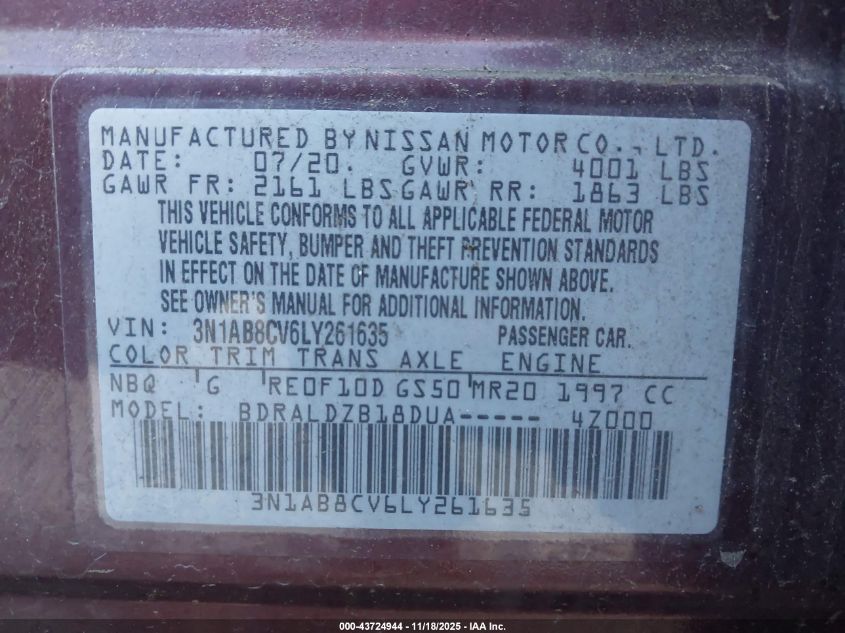 MANUFACTURED BY NISSAN MOTOR CO., LTD.
DATE: 07/20. GVWR: 4001 LBS
GAWR FR: 2161 LBS GAWR RR: 1863 LBS
THIS VEHICLE CONFORMS TO ALL APPLICABLE FEDERAL MOTOR
VEHICLE SAFETY, BUMPER AND THEFT PREVENTION STANDARDS
IN EFFECT ON THE DATE OF MANUFACTURE SHOWN ABOVE.
SEE OWNER'S MANUAL FOR ADDITIONAL INFORMATION.
VIN: 3N1AB8CV6LY261635 PASSENGER CAR.
COLOR TRIM TRANS AXLE ENGINE
NBQ G RE0F10D GS50 MR20 1997 CC
MODEL: BDRALDZB18DUA----- 4Z000
3N1AB8CV6LY261635
000-43724944 - 11/18/2025 - IAA Inc.